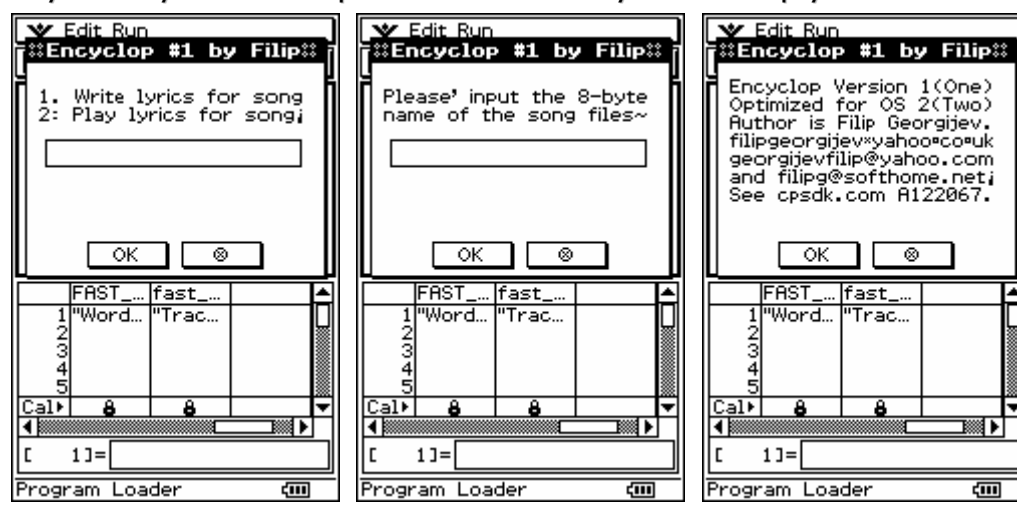 Edit Run
Encyclop #1 by Filip
1. Write lyrics for song
2: Play lyrics for song¡
OK
FAST_... fast_...
1 "Word... "Trac...
2
3
4
5
Cal
[ 1]=
Program Loader
Edit Run
Encyclop #1 by Filip
Please' input the 8-byte
name of the song files~
OK
FAST_... fast_...
1 "Word... "Trac...
2
3
4
5
Cal
[ 1]=
Program Loader
Edit Run
Encyclop #1 by Filip
Encyclop Version 1(One)
Optimized for OS 2(Two)
Author is Filip Georgijev.
filipgeorgijev×yahoo•co•uk
georgijevfilip@yahoo.com
and filipg@softhome.net¡
See cpsdk.com A122067.
OK
FAST_... fast_...
1 "Word... "Trac...
2
3
4
5
Cal
[ 1]=
Program Loader